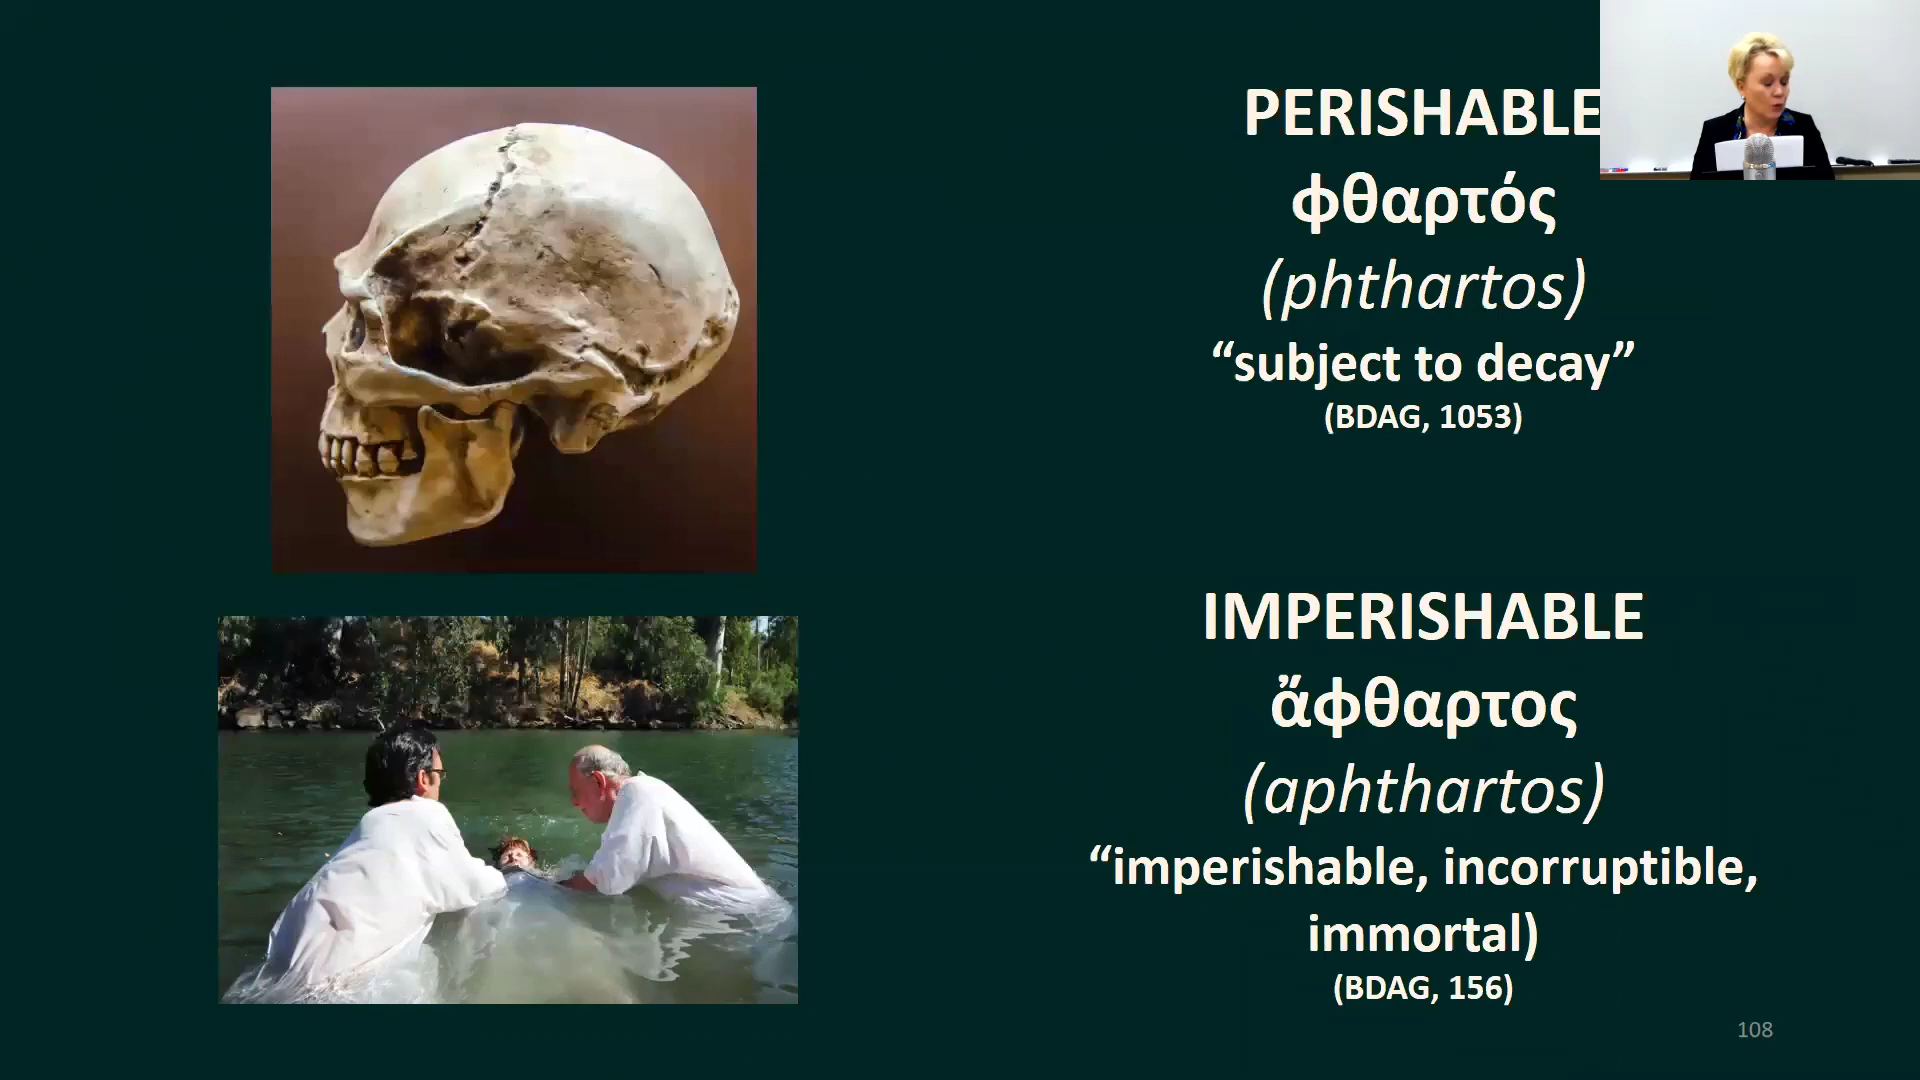 PERISHABLE
φθαρτός
(phthartos)
“subject to decay”
(BDAG, 1053)
IMPERISHABLE
ἄφθαρτος
(aphthartos)
“imperishable, incorruptible,
immortal)
(BDAG, 156)
108